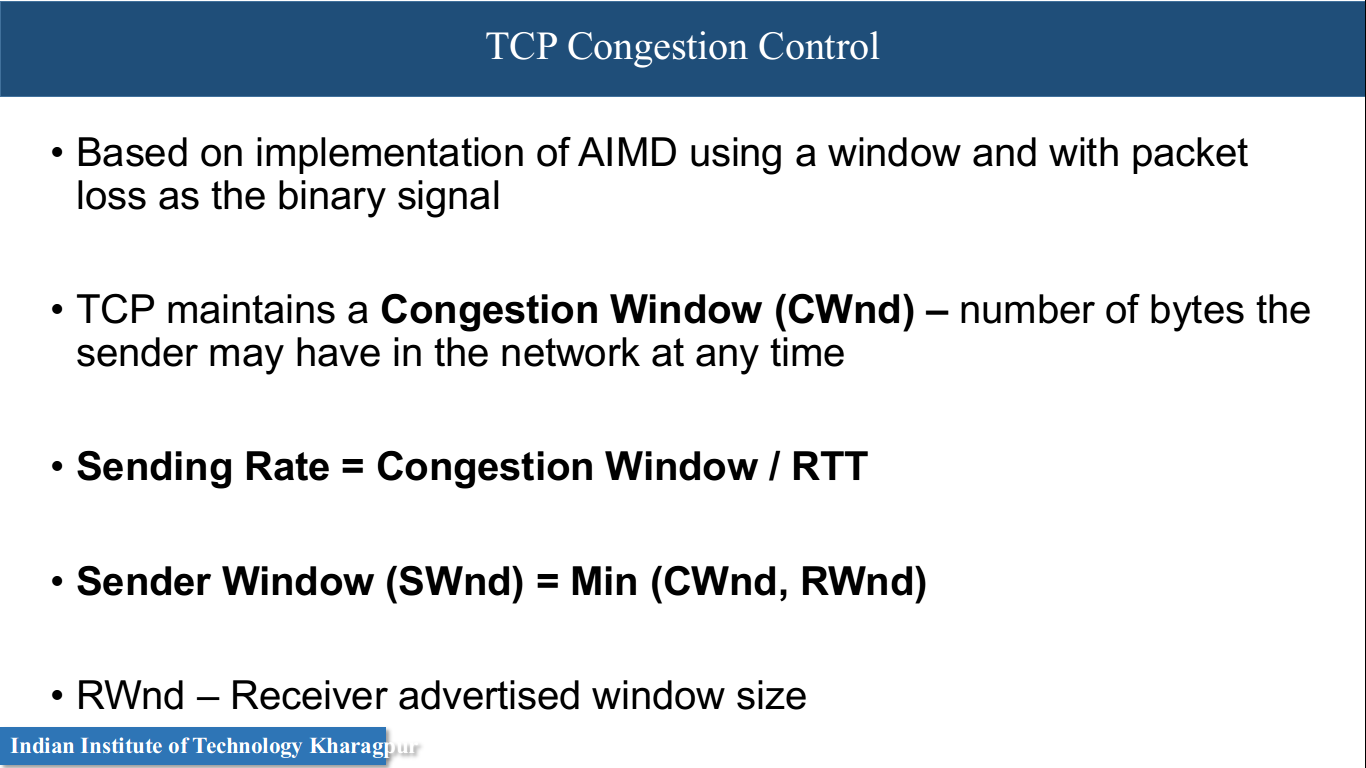 TCP Congestion Control
• Based on implementation of AIMD using a window and with packet
loss as the binary signal
• TCP maintains a Congestion Window (CWnd) – number of bytes the
sender may have in the network at any time
• Sending Rate = Congestion Window / RTT
• Sender Window (SWnd) = Min (CWnd, RWnd)
• RWnd – Receiver advertised window size
Indian Institute of Technology Kharagpur